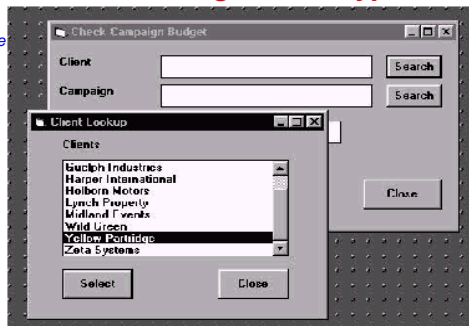 Check Campaign Budget
Client
Search
Campaign
Search
Client Lookup
Clients
Guelph Industries
Harper International
Holborn Motors
Lynch Property
Midland Events
Wild Green
Yellow Partridge
Zeta Systems
Select
Close
Close